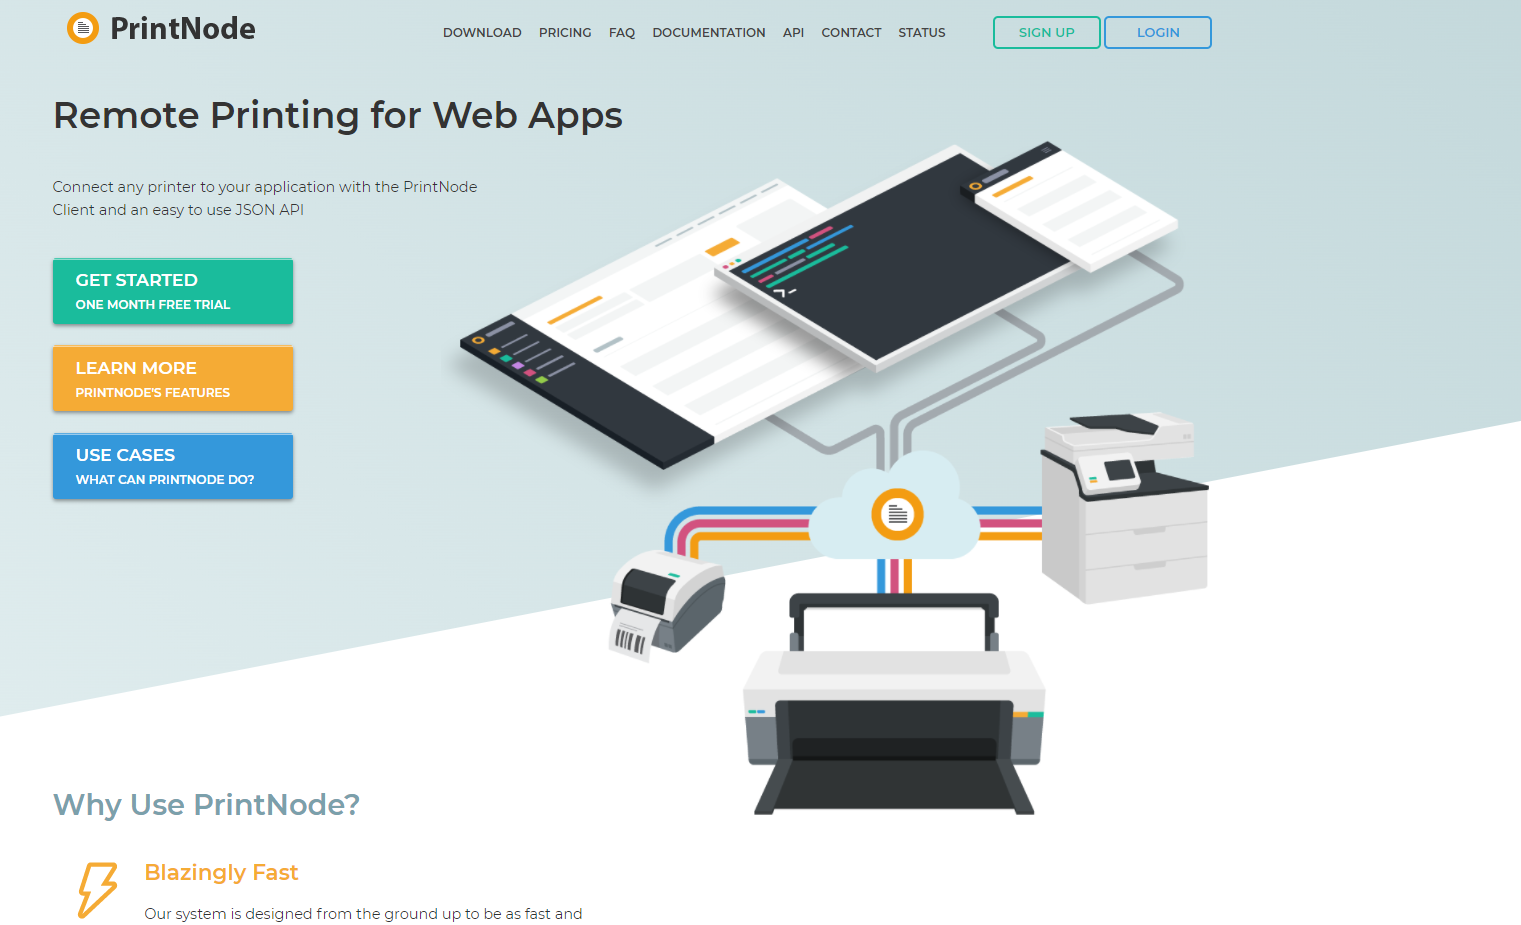 PrintNode
DOWNLOAD PRICING FAQ DOCUMENTATION API CONTACT STATUS SIGN UP LOGIN
Remote Printing for Web Apps
Connect any printer to your application with the PrintNode
Client and an easy to use JSON API
GET STARTED
ONE MONTH FREE TRIAL
LEARN MORE
PRINTNODE'S FEATURES
USE CASES
WHAT CAN PRINTNODE DO?
Why Use PrintNode?
Blazingly Fast
Our system is designed from the ground up to be as fast and